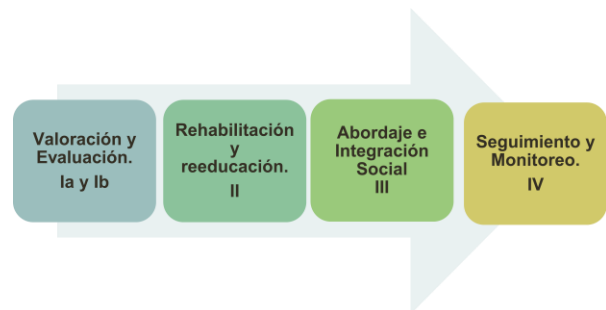 Valoración y
Evaluación.
Ia y Ib
Rehabilitación
y
reeducación.
II
Abordaje e
Integración
Social
III
Seguimiento y
Monitoreo.
IV